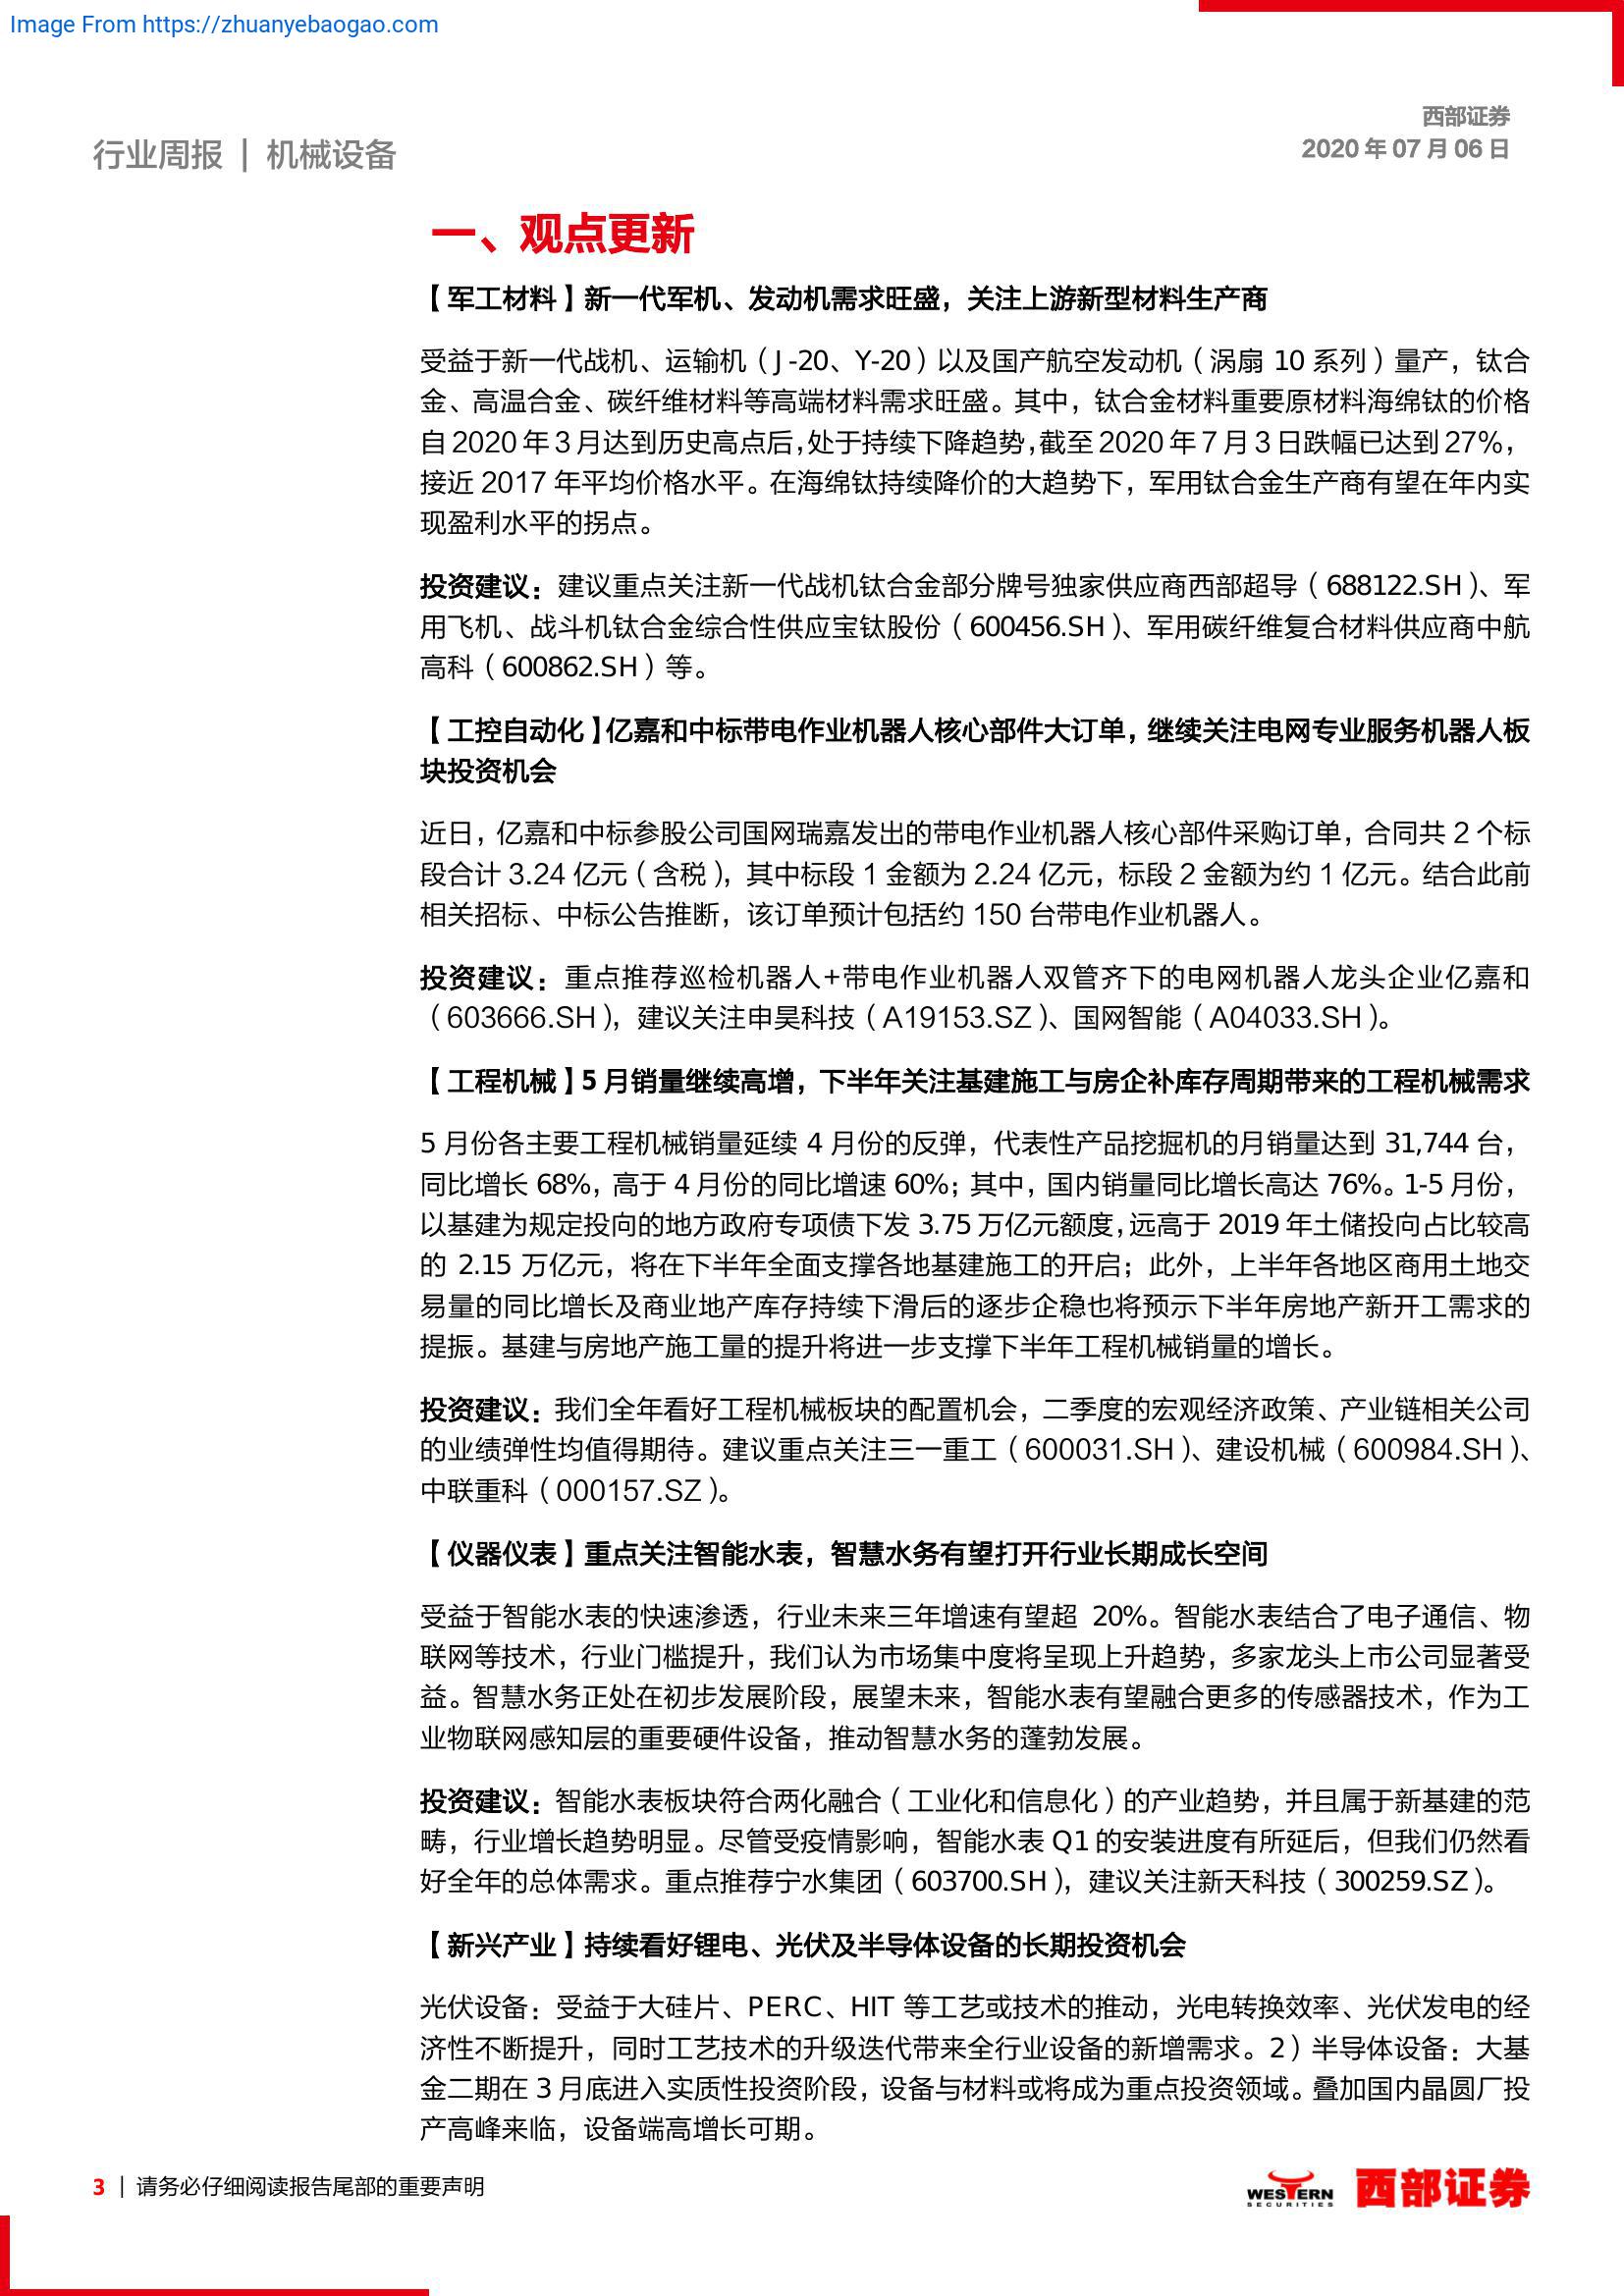 Image From https://zhuanyebaogao.com
西部证券
2020 年 07 月 06 日
行业周报 | 机械设备
一、观点更新
【军工材料】新一代军机、发动机需求旺盛，关注上游新型材料生产商
受益于新一代战机、运输机（J-20、Y-20）以及国产航空发动机（涡扇 10 系列）量产，钛合
金、高温合金、碳纤维材料等高端材料需求旺盛。其中，钛合金材料重要原材料海绵钛的价格
自 2020 年 3 月达到历史高点后，处于持续下降趋势，截至 2020 年 7 月 3 日跌幅已达到 27%，
接近 2017 年平均价格水平。在海绵钛持续降价的大趋势下，军用钛合金生产商有望在年内实
现盈利水平的拐点。
投资建议：建议重点关注新一代战机钛合金部分牌号独家供应商西部超导（688122.SH）、军
用飞机、战斗机钛合金综合性供应宝钛股份（600456.SH）、军用碳纤维复合材料供应商中航
高科（600862.SH）等。
【工控自动化】亿嘉和中标带电作业机器人核心部件大订单，继续关注电网专业服务机器人板
块投资机会
近日，亿嘉和中标参股公司国网瑞嘉发出的带电作业机器人核心部件采购订单，合同共 2 个标
段合计 3.24 亿元（含税），其中标段 1 金额为 2.24 亿元，标段 2 金额为约 1 亿元。结合此前
相关招标、中标公告推断，该订单预计包括约 150 台带电作业机器人。
投资建议：重点推荐巡检机器人+带电作业机器人双管齐下的电网机器人龙头企业亿嘉和
（603666.SH），建议关注申昊科技（A19153.SZ）、国网智能（A04033.SH）。
【工程机械】5 月销量继续高增，下半年关注基建施工与房企补库存周期带来的工程机械需求
5 月份各主要工程机械销量延续 4 月份的反弹，代表性产品挖掘机的月销量达到 31,744 台，
同比增长 68%，高于 4 月份的同比增速 60%；其中，国内销量同比增长高达 76%。1-5 月份，
以基建为规定投向的地方政府专项债下发 3.75 万亿元额度，远高于 2019 年土储投向占比较高
的 2.15 万亿元，将在下半年全面支撑各地基建施工的开启；此外，上半年各地区商用土地交
易量的同比增长及商业地产库存持续下滑后的逐步企稳也将预示下半年房地产新开工需求的
提振。基建与房地产施工量的提升将进一步支撑下半年工程机械销量的增长。
投资建议：我们全年看好工程机械板块的配置机会，二季度的宏观经济政策、产业链相关公司
的业绩弹性均值得期待。建议重点关注三一重工（600031.SH）、建设机械（600984.SH）、
中联重科（000157.SZ）。
【仪器仪表】重点关注智能水表，智慧水务有望打开行业长期成长空间
受益于智能水表的快速渗透，行业未来三年增速有望超 20%。智能水表结合了电子通信、物
联网等技术，行业门槛提升，我们认为市场集中度将呈现上升趋势，多家龙头上市公司显著受
益。智慧水务正处在初步发展阶段，展望未来，智能水表有望融合更多的传感器技术，作为工
业物联网感知层的重要硬件设备，推动智慧水务的蓬勃发展。
投资建议：智能水表板块符合两化融合（工业化和信息化）的产业趋势，并且属于新基建的范
畴，行业增长趋势明显。尽管受疫情影响，智能水表 Q1 的安装进度有所延后，但我们仍然看
好全年的总体需求。重点推荐宁水集团（603700.SH），建议关注新天科技（300259.SZ）。
【新兴产业】持续看好锂电、光伏及半导体设备的长期投资机会
光伏设备：受益于大硅片、PERC、HIT 等工艺或技术的推动，光电转换效率、光伏发电的经
济性不断提升，同时工艺技术的升级迭代带来全行业设备的新增需求。2）半导体设备：大基
金二期在 3 月底进入实质性投资阶段，设备与材料或将成为重点投资领域。叠加国内晶圆厂投
产高峰来临，设备端高增长可期。
3 | 请务必仔细阅读报告尾部的重要声明
WESTERN
SECURITIES
西部证券